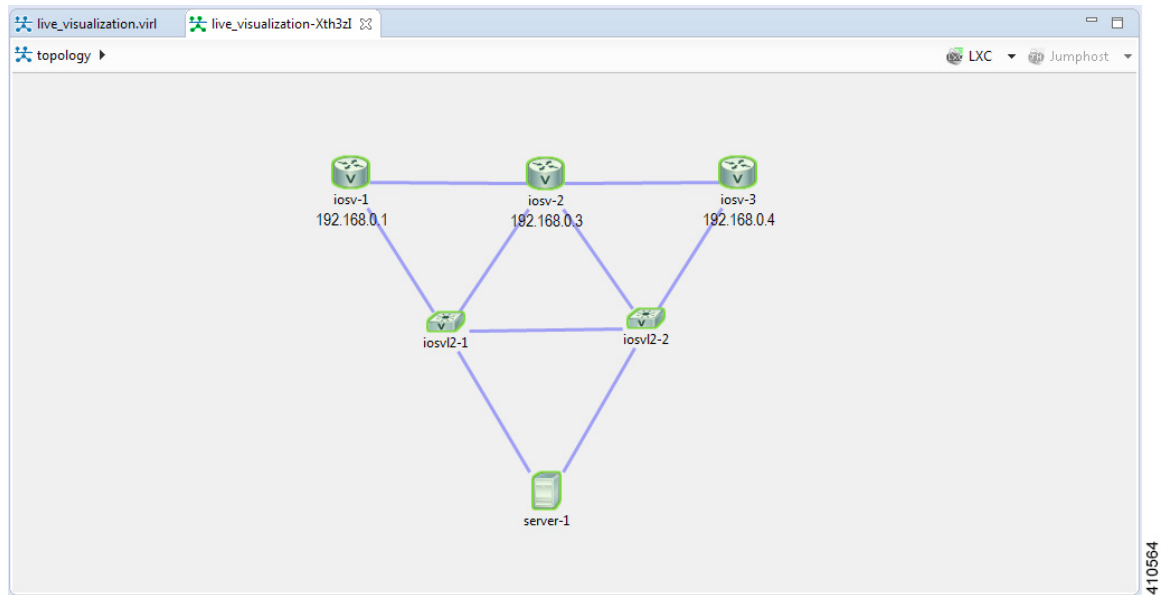 live_visualization.virl
live_visualization-Xth3zI
topology
LXC
Jumphost
iosv-1
192.168.0.1
iosv-2
192.168.0.3
iosv-3
192.168.0.4
iosvl2-1
iosvl2-2
server-1
410564